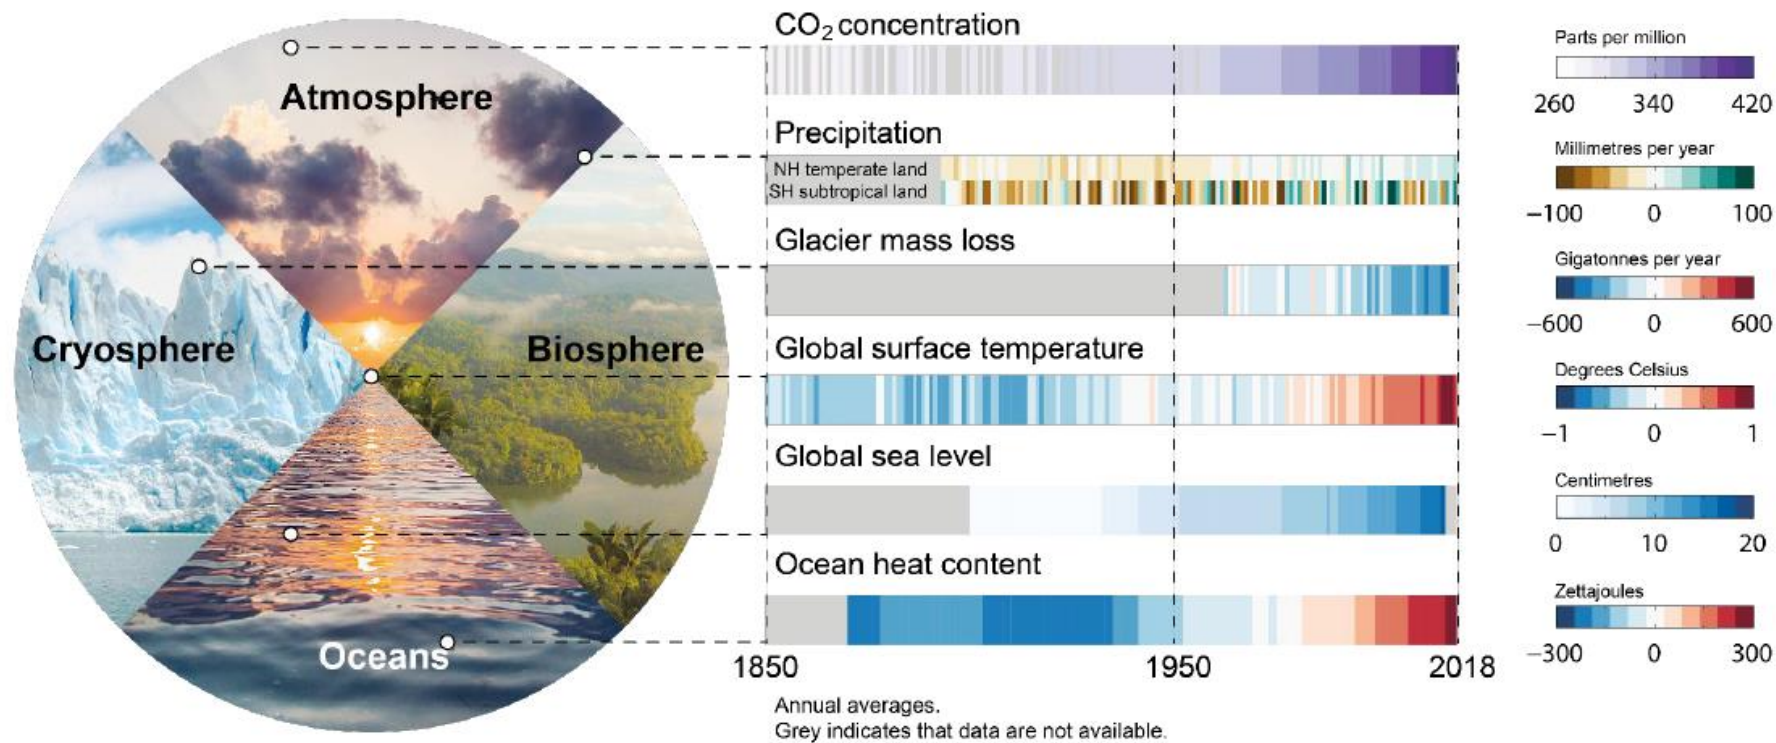 Atmosphere
Cryosphere
Biosphere
Oceans
CO₂ concentration
Precipitation
NH temperate land
SH subtropical land
Glacier mass loss
Global surface temperature
Global sea level
Ocean heat content
1850 1950 2018
Annual averages.
Grey indicates that data are not available.
Parts per million
260 340 420
Millimetres per year
−100 0 100
Gigatonnes per year
−600 0 600
Degrees Celsius
−1 0 1
Centimetres
0 10 20
Zettajoules
−300 0 300